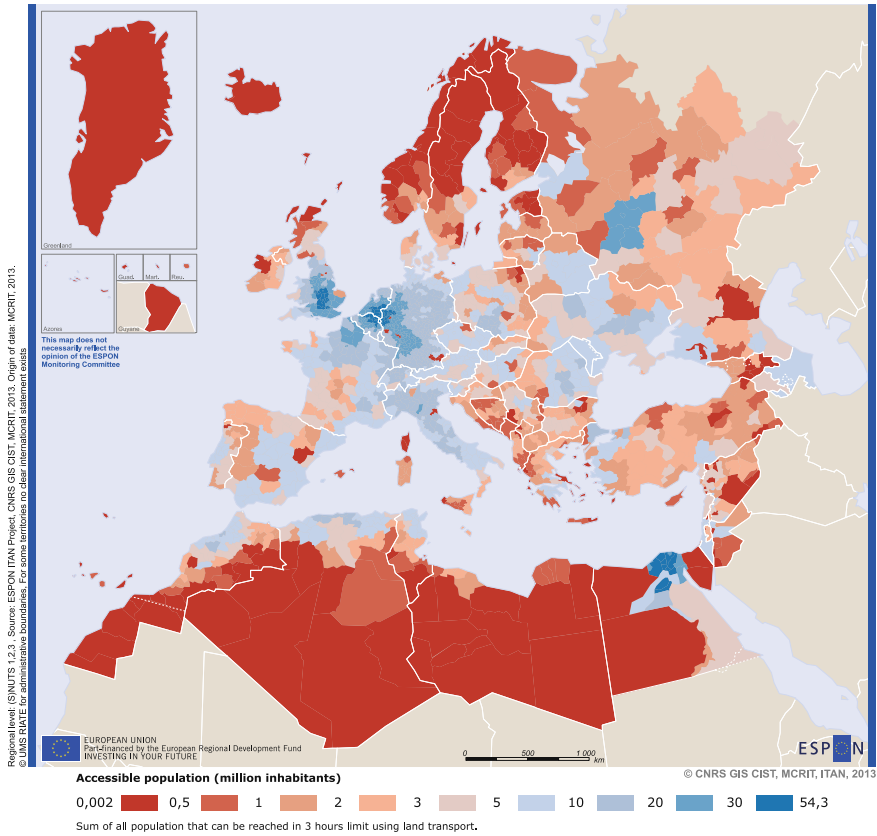 Greenland
Azores
Guad.
Mart.
Reu.
Guyane
This map does not
necessarily reflect the
opinion of the ESPON
Monitoring Committee
Regional level: (S)NUTS 1,2,3 . Source: ESPON ITAN Project, CNRS GIS CIST, MCRIT, 2013. Origin of data: MCRIT, 2013.
© UMS RIATE for administrative boundaries. For some territories no clear international statement exists
EUROPEAN UNION
Part-financed by the European Regional Development Fund
INVESTING IN YOUR FUTURE
0 500 1 000
km
ESPON
© CNRS GIS CIST, MCRIT, ITAN, 2013
Accessible population (million inhabitants)
0,002 0,5 1 2 3 5 10 20 30 54,3
Sum of all population that can be reached in 3 hours limit using land transport.